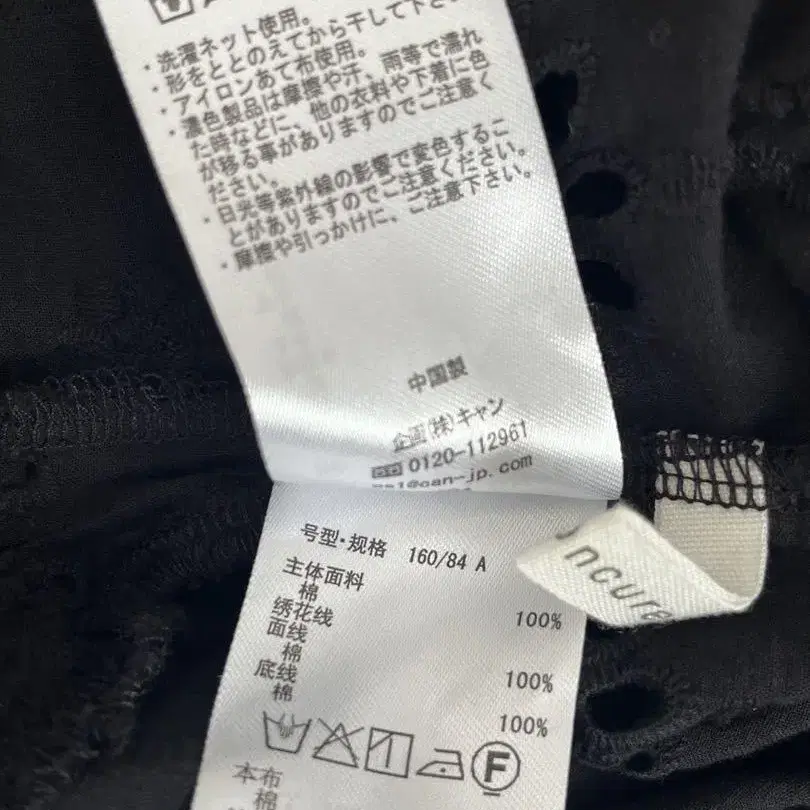 ・洗濯ネット使用。
・形をととのえてから干して下さ
・アイロンあて布使用。
・濃色製品は摩擦や汗、雨等で濡れ
た時などに、他の衣料や下着に色
が移る事がありますのでご注意く
ださい。
・日光等紫外線の影響で変色するこ
とがありますのでご注意ください。
・摩擦や引っかけに、ご注意ください。
中国製
企画(株)キャン
0120-112961
@can-jp.com
号型·规格 160/84 A
主体面料
棉 100%
绣花线
面线
棉 100%
底线
棉 100%
F
本布
棉
ncura